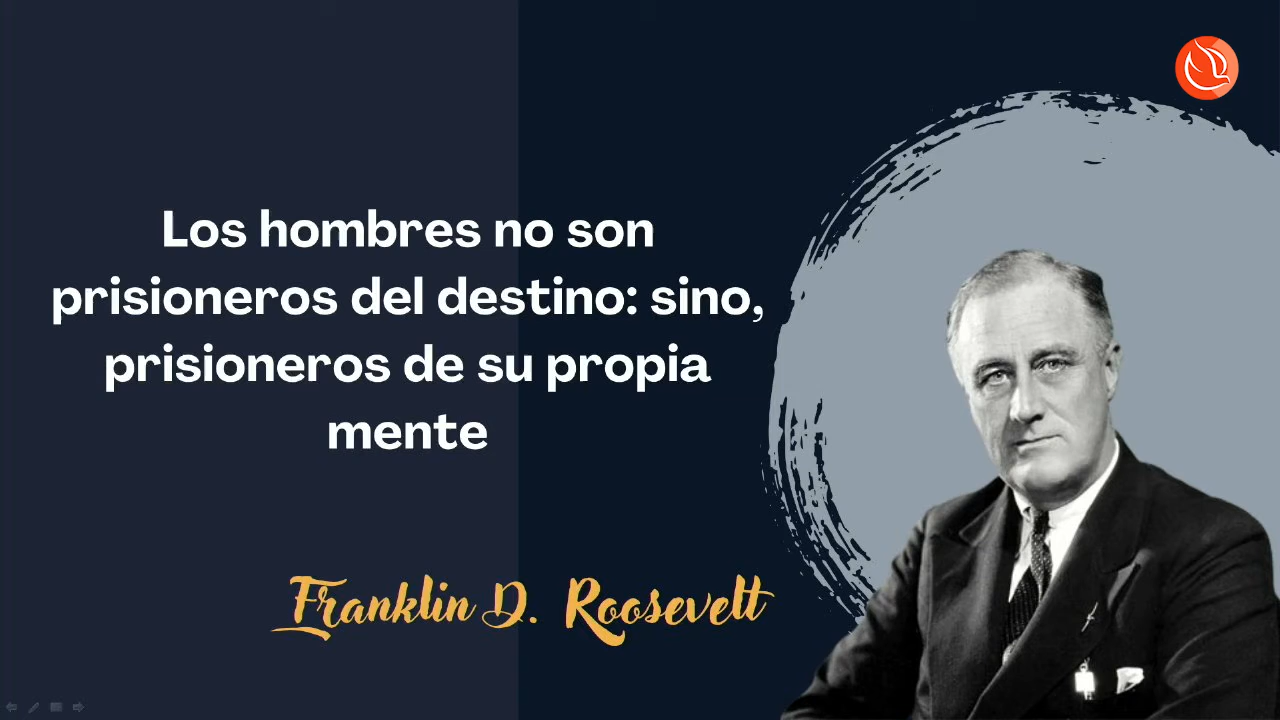 Los hombres no son
prisioneros del destino: sino,
prisioneros de su propia
mente
Franklin D. Roosevelt